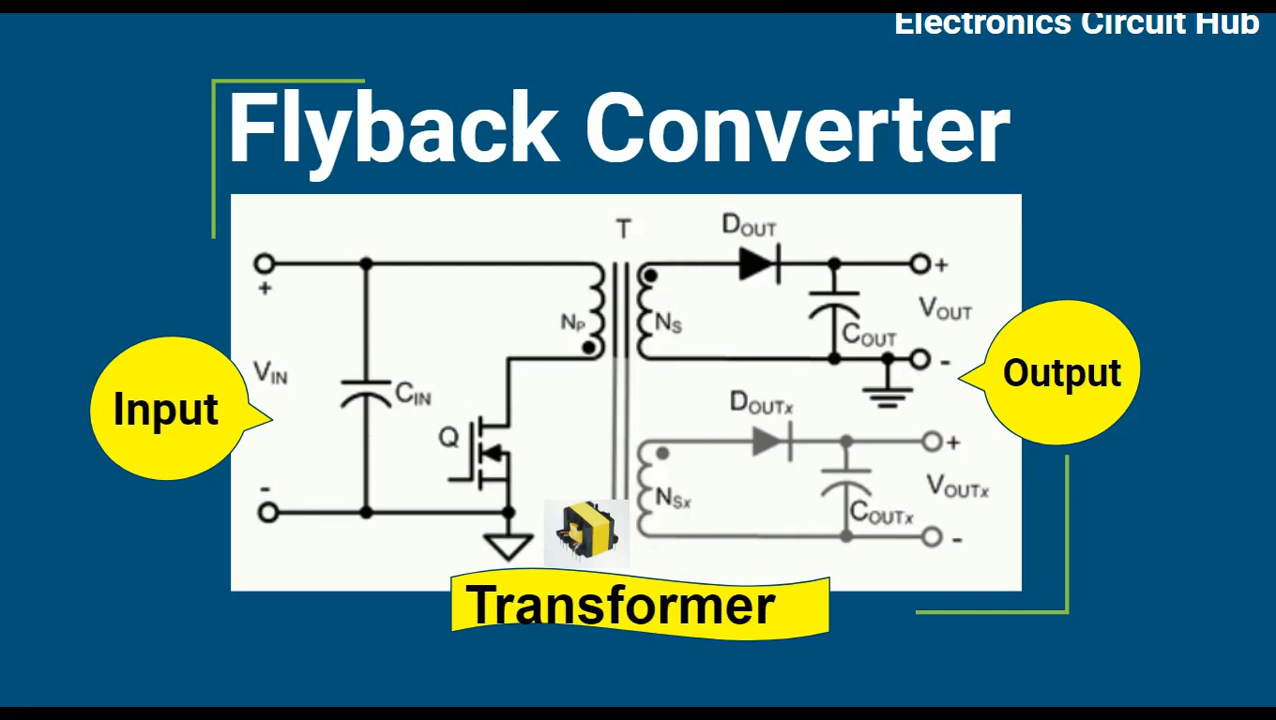 Electronics Circuit Hub
Flyback Converter
T
DOUT
+
+
NP
NS
VOUT
COUT
-
VIN
CIN
Input
Output
DOUTx
Q
+
VOUTx
NSx
COUTx
-
-
Transformer